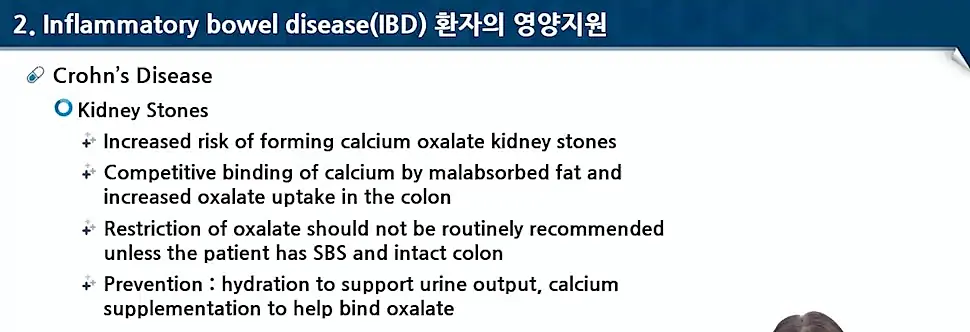 2. Inflammatory bowel disease(IBD) 환자의 영양지원
Crohn's Disease
Kidney Stones
Increased risk of forming calcium oxalate kidney stones
Competitive binding of calcium by malabsorbed fat and
increased oxalate uptake in the colon
Restriction of oxalate should not be routinely recommended
unless the patient has SBS and intact colon
Prevention : hydration to support urine output, calcium
supplementation to help bind oxalate